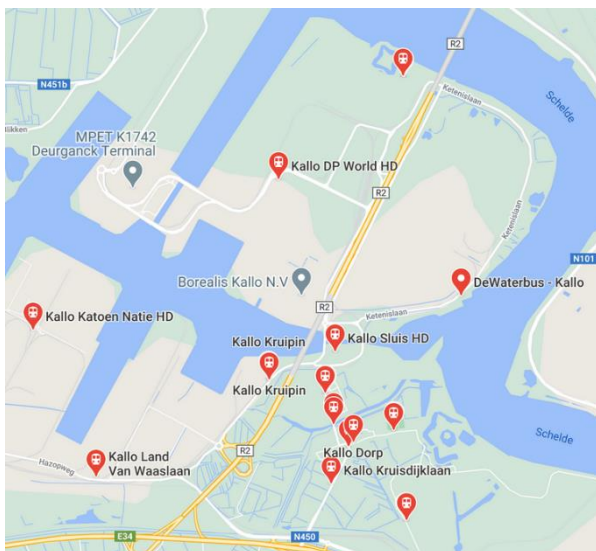 R2
N451b
Ketenislaan
Schelde
MPET K1742
Deurganck Terminal
Kallo DP World HD
R2
Ketenislaan
N101
Borealis Kallo N.V
DeWaterbus - Kallo
R2
Ketenislaan
Kallo Katoen Natie HD
Kallo Sluis HD
Kallo Kruipin
Kallo Kruipin
Schelde
Kallo Dorp
R2
Kallo Land
Van Waaslaan
Hazopweg
Kallo Kruisdijklaan
E34
N450